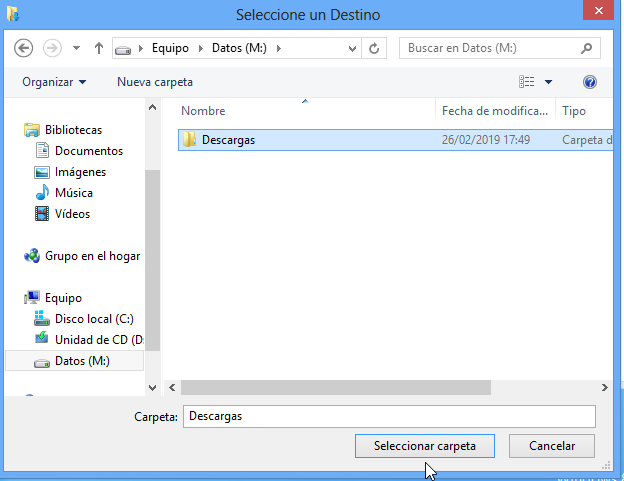 Seleccione un Destino
Equipo Datos (M:)
Buscar en Datos (M:)
Organizar
Nueva carpeta
Nombre
Fecha de modifica...
Tipo
Descargas
26/02/2019 17:49
Carpeta d
Bibliotecas
Documentos
Imágenes
Música
Vídeos
Grupo en el hogar
Equipo
Disco local (C:)
Unidad de CD (D:
Datos (M:)
Carpeta:
Descargas
Seleccionar carpeta
Cancelar